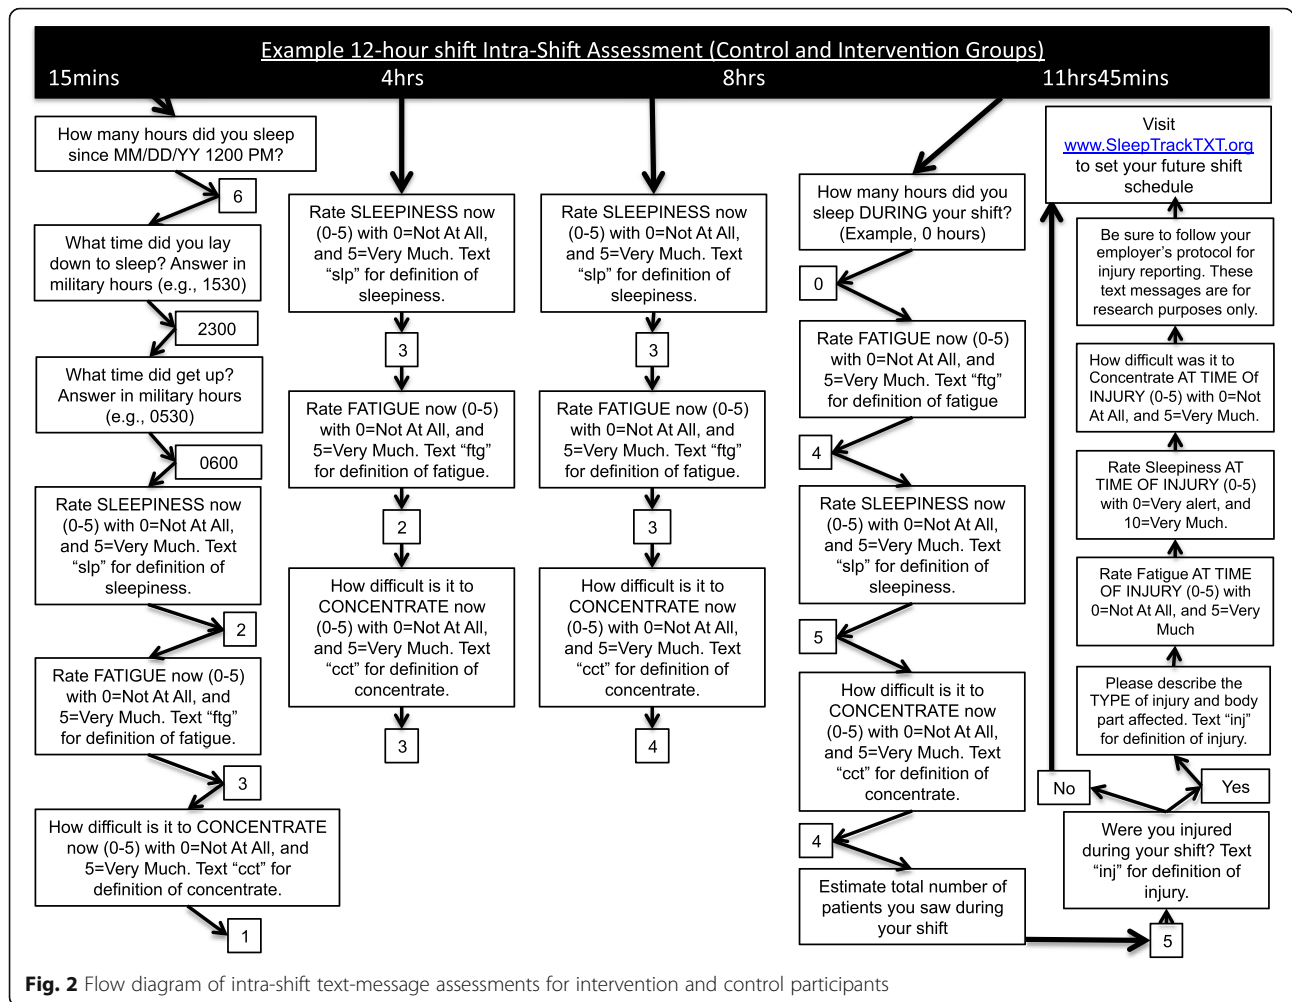 Example 12-hour shift Intra-Shift Assessment (Control and Intervention Groups)
15mins 4hrs 8hrs 11hrs45mins
How many hours did you sleep
since MM/DD/YY 1200 PM?
6
What time did you lay
down to sleep? Answer in
military hours (e.g., 1530)
2300
What time did get up?
Answer in military hours
(e.g., 0530)
0600
Rate SLEEPINESS now
(0-5) with 0=Not At All,
and 5=Very Much. Text
“slp” for definition of
sleepiness.
2
Rate FATIGUE now (0-5)
with 0=Not At All, and
5=Very Much. Text “ftg”
for definition of fatigue.
3
How difficult is it to CONCENTRATE
now (0-5) with 0=Not At All, and
5=Very Much. Text “cct” for
definition of concentrate.
1
Rate SLEEPINESS now
(0-5) with 0=Not At All,
and 5=Very Much. Text
“slp” for definition of
sleepiness.
3
Rate FATIGUE now (0-5)
with 0=Not At All, and
5=Very Much. Text “ftg”
for definition of fatigue.
2
How difficult is it to
CONCENTRATE now
(0-5) with 0=Not At All,
and 5=Very Much. Text
“cct” for definition of
concentrate.
3
Rate SLEEPINESS now
(0-5) with 0=Not At All,
and 5=Very Much. Text
“slp” for definition of
sleepiness.
3
Rate FATIGUE now (0-5)
with 0=Not At All, and
5=Very Much. Text “ftg”
for definition of fatigue.
3
How difficult is it to
CONCENTRATE now
(0-5) with 0=Not At All,
and 5=Very Much. Text
“cct” for definition of
concentrate.
4
How many hours did you
sleep DURING your shift?
(Example, 0 hours)
0
Rate FATIGUE now (0-5)
with 0=Not At All, and
5=Very Much. Text “ftg”
for definition of fatigue
4
Rate SLEEPINESS now
(0-5) with 0=Not At All,
and 5=Very Much. Text
“slp” for definition of
sleepiness.
5
How difficult is it to
CONCENTRATE now
(0-5) with 0=Not At All,
and 5=Very Much. Text
“cct” for definition of
concentrate.
4
Estimate total number of
patients you saw during
your shift
5
Were you injured
during your shift? Text
“inj” for definition of
injury.
No
Yes
Please describe the
TYPE of injury and body
part affected. Text “inj”
for definition of injury.
Rate Fatigue AT TIME
OF INJURY (0-5) with
0=Not At All, and 5=Very
Much
Rate Sleepiness AT
TIME OF INJURY (0-5)
with 0=Very alert, and
10=Very Much.
How difficult was it to
Concentrate AT TIME Of
INJURY (0-5) with 0=Not
At All, and 5=Very Much.
Be sure to follow your
employer’s protocol for
injury reporting. These
text messages are for
research purposes only.
Visit
www.SleepTrackTXT.org
to set your future shift
schedule
Fig. 2 Flow diagram of intra-shift text-message assessments for intervention and control participants